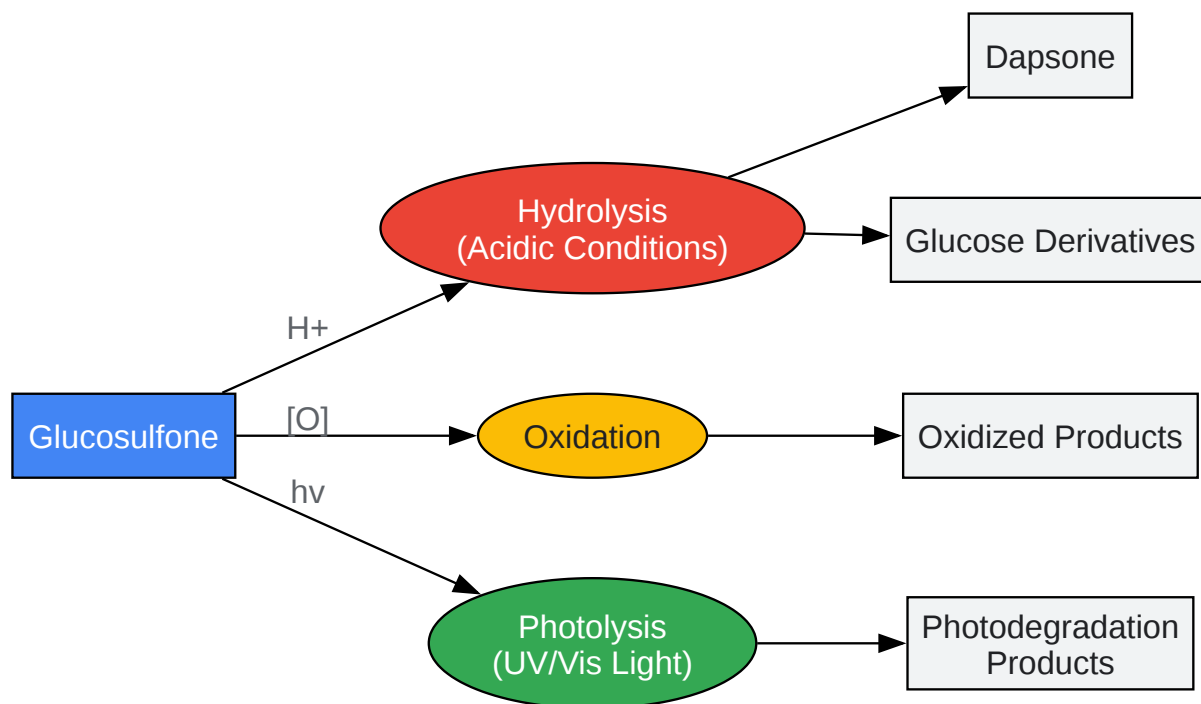 Dapsone
Hydrolysis
(Acidic Conditions)
Glucose Derivatives
H+
Glucosulfone
[O]
Oxidation
Oxidized Products
hv
Photolysis
(UV/Vis Light)
Photodegradation
Products